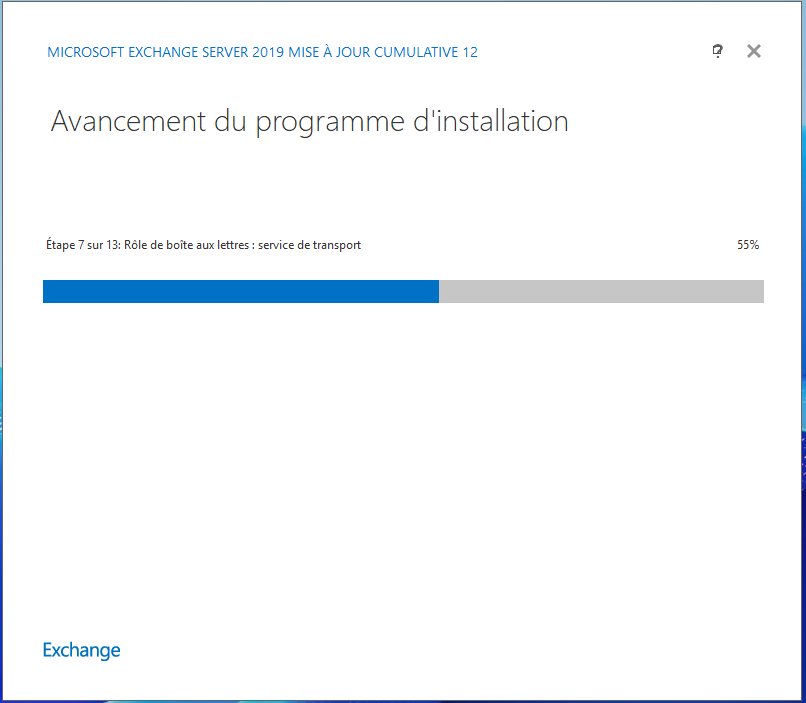 MICROSOFT EXCHANGE SERVER 2019 MISE À JOUR CUMULATIVE 12
?
Avancement du programme d'installation
Étape 7 sur 13: Rôle de boîte aux lettres : service de transport 55%
Exchange